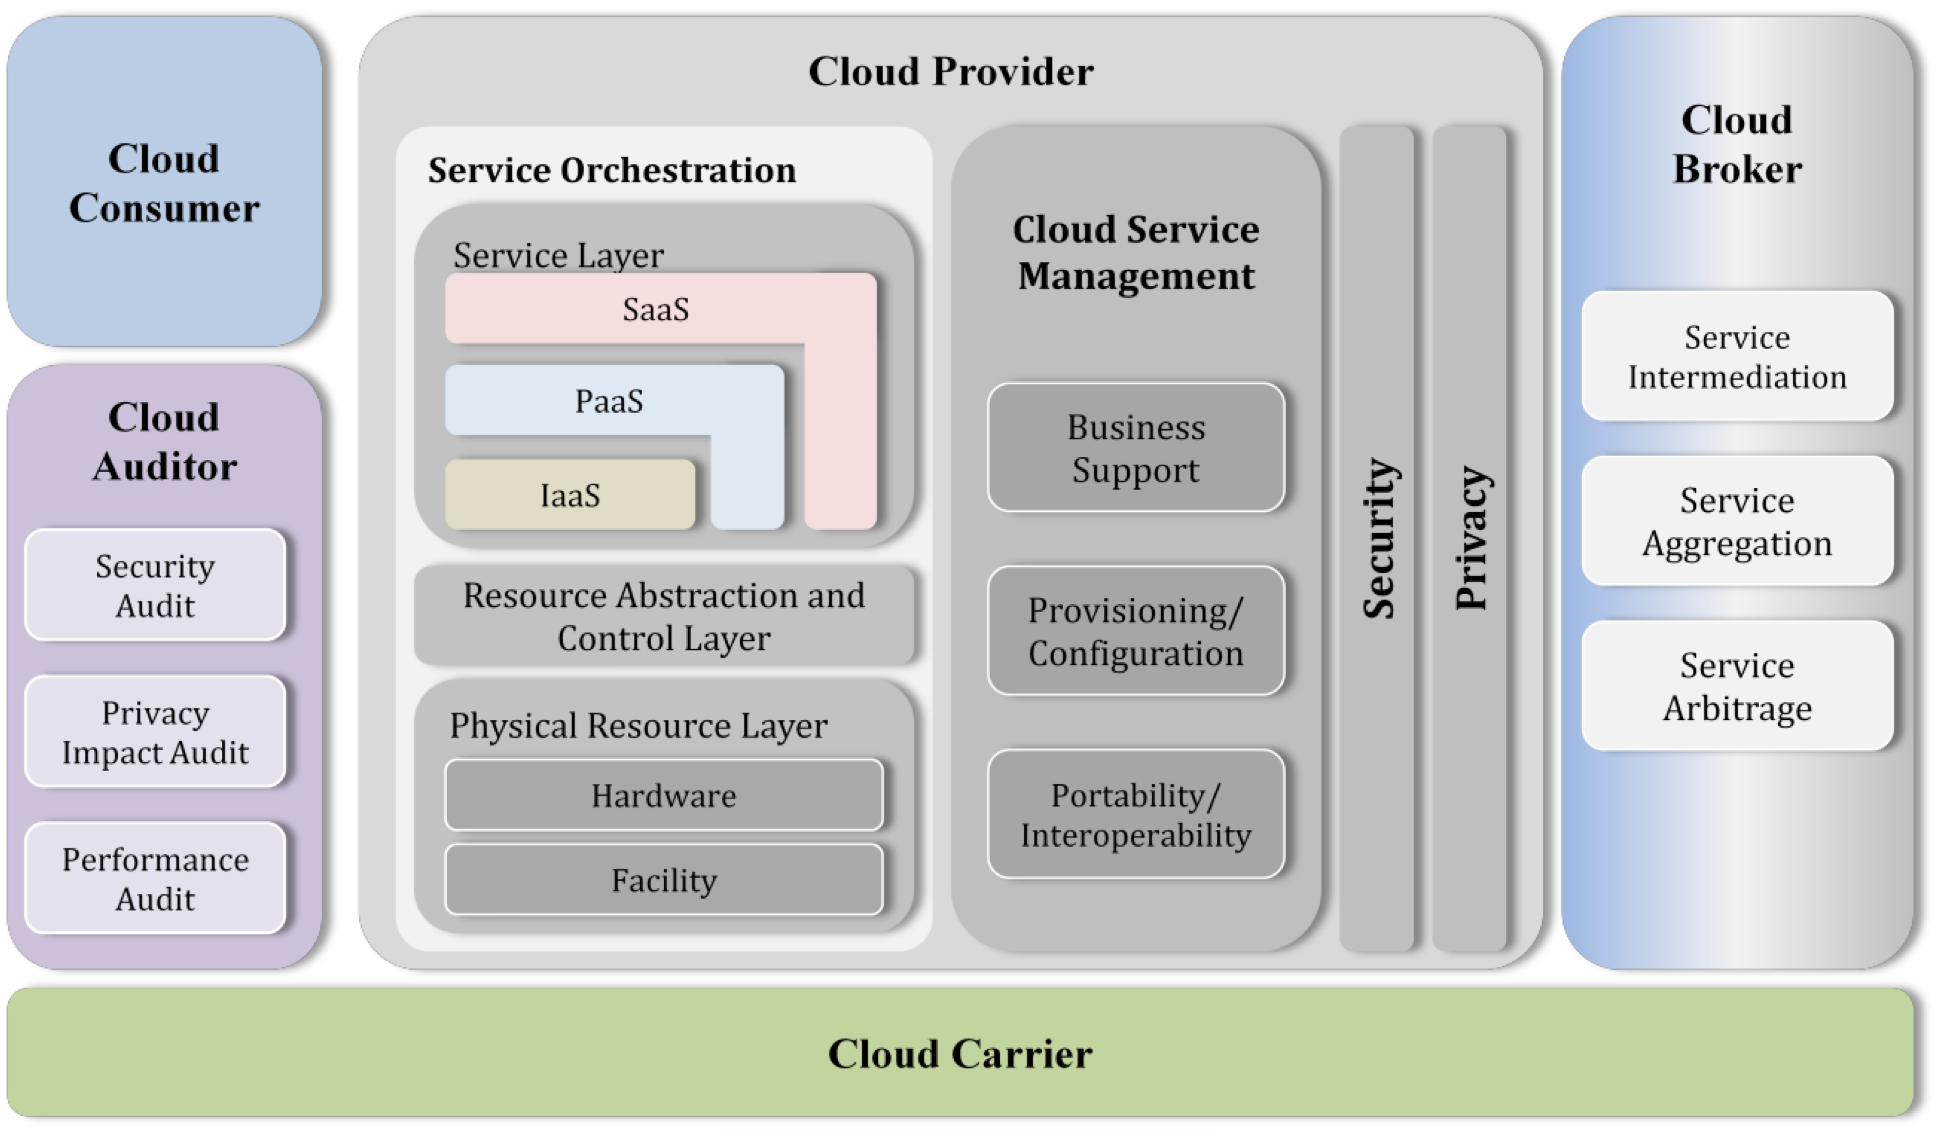 Cloud
Consumer
Cloud
Auditor
Security
Audit
Privacy
Impact Audit
Performance
Audit
Cloud Provider
Service Orchestration
Service Layer
SaaS
PaaS
IaaS
Resource Abstraction and
Control Layer
Physical Resource Layer
Hardware
Facility
Cloud Service
Management
Business
Support
Provisioning/
Configuration
Portability/
Interoperability
Security
Privacy
Cloud
Broker
Service
Intermediation
Service
Aggregation
Service
Arbitrage
Cloud Carrier